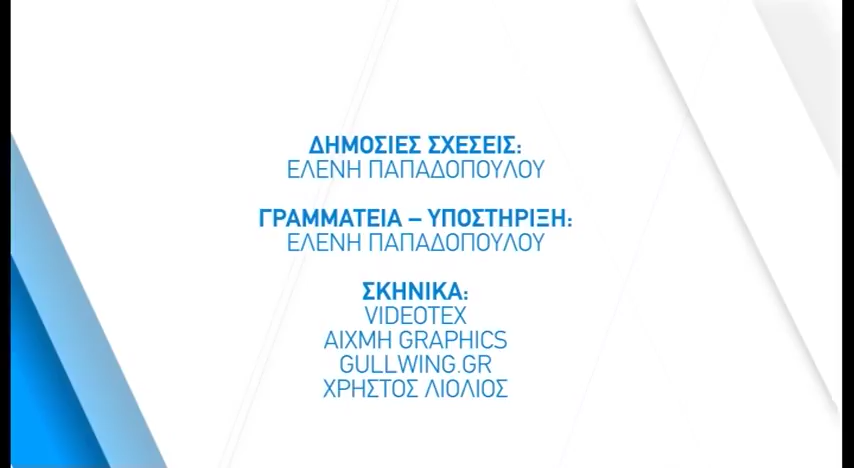 ΔΗΜΟΣΙΕΣ ΣΧΕΣΕΙΣ:
ΕΛΕΝΗ ΠΑΠΑΔΟΠΟΥΛΟΥ
ΓΡΑΜΜΑΤΕΙΑ – ΥΠΟΣΤΗΡΙΞΗ:
ΕΛΕΝΗ ΠΑΠΑΔΟΠΟΥΛΟΥ
ΣΚΗΝΙΚΑ:
VIDEOTEX
ΑΙΧΜΗ GRAPHICS
GULLWING.GR
ΧΡΗΣΤΟΣ ΛΙΟΛΙΟΣ